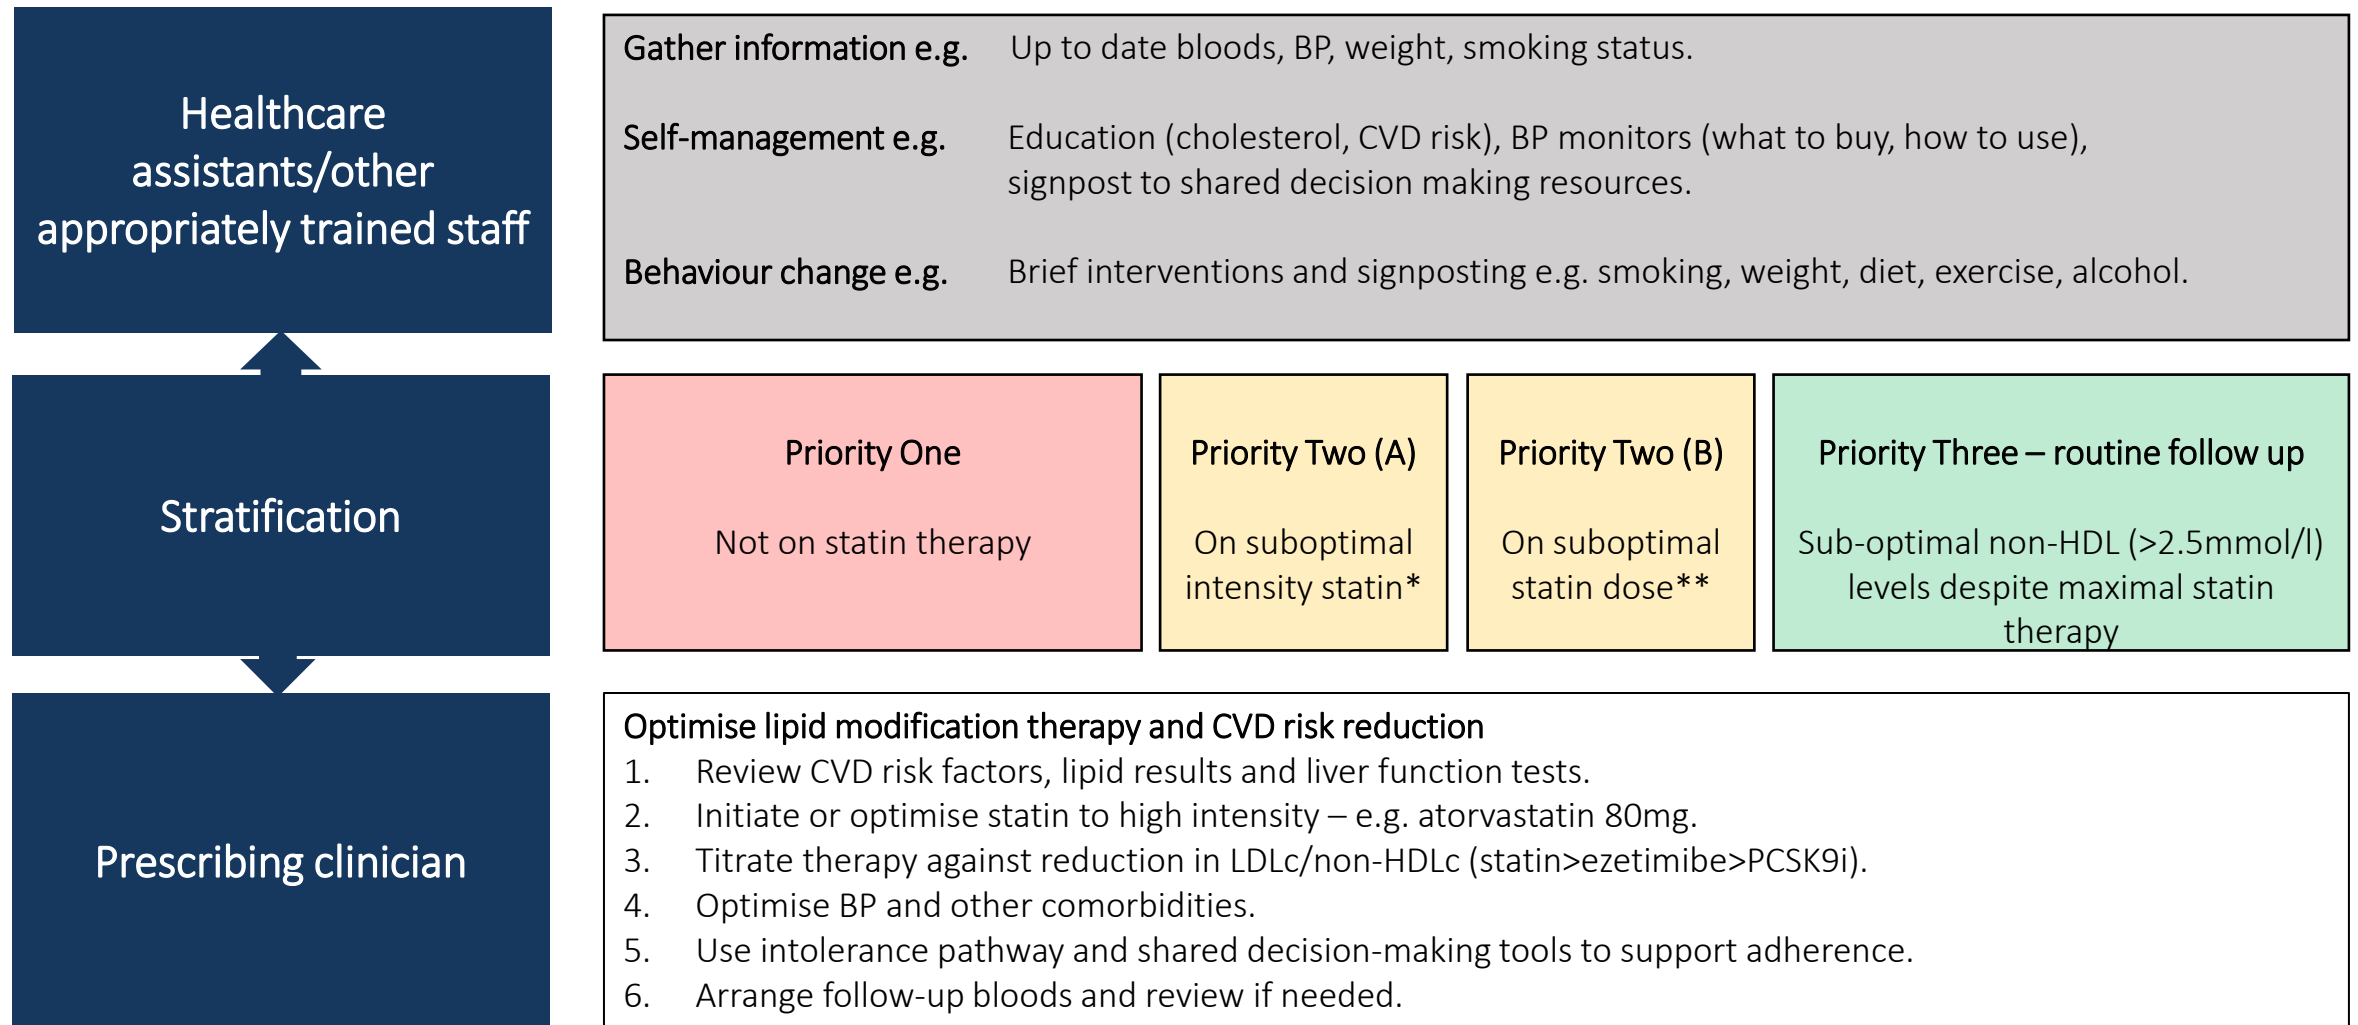 Healthcare
assistants/other
appropriately trained staff
Gather information e.g. Up to date bloods, BP, weight, smoking status.
Self-management e.g. Education (cholesterol, CVD risk), BP monitors (what to buy, how to use),
signpost to shared decision making resources.
Behaviour change e.g. Brief interventions and signposting e.g. smoking, weight, diet, exercise, alcohol.
Stratification
Priority One
Not on statin therapy
Priority Two (A)
On suboptimal
intensity statin*
Priority Two (B)
On suboptimal
statin dose**
Priority Three – routine follow up
Sub-optimal non-HDL (>2.5mmol/l)
levels despite maximal statin
therapy
Prescribing clinician
Optimise lipid modification therapy and CVD risk reduction
1. Review CVD risk factors, lipid results and liver function tests.
2. Initiate or optimise statin to high intensity – e.g. atorvastatin 80mg.
3. Titrate therapy against reduction in LDLc/non-HDLc (statin>ezetimibe>PCSK9i).
4. Optimise BP and other comorbidities.
5. Use intolerance pathway and shared decision-making tools to support adherence.
6. Arrange follow-up bloods and review if needed.